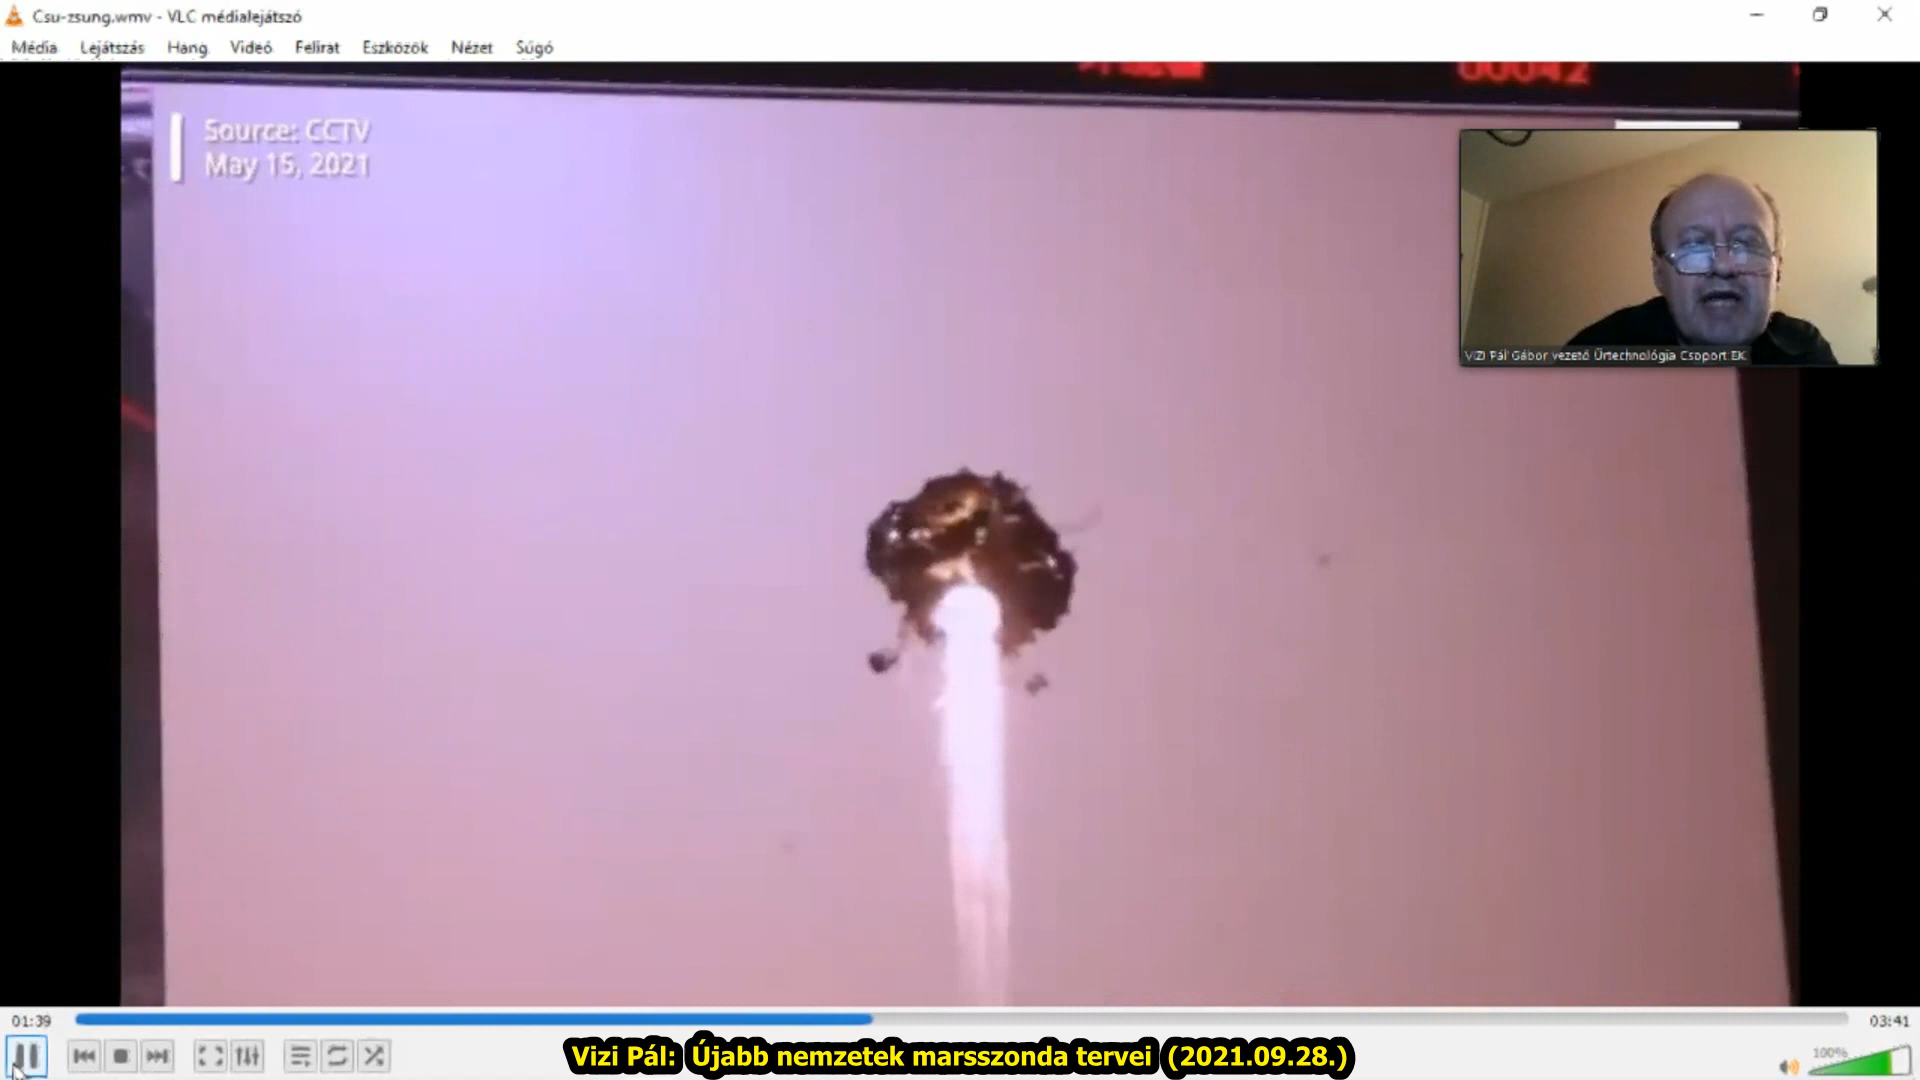 Csu-zsung.wmv - VLC médialejátszó
Média Lejátszás Hang Videó Felirat Eszközök Nézet Súgó
00042
Source: CCTV
May 15, 2021
VIZI Pál Gábor vezető Űrtechnológia Csoport EK
01:39
03:41
Vizi Pál: Újabb nemzetek marsszonda tervei (2021.09.28.)
100%